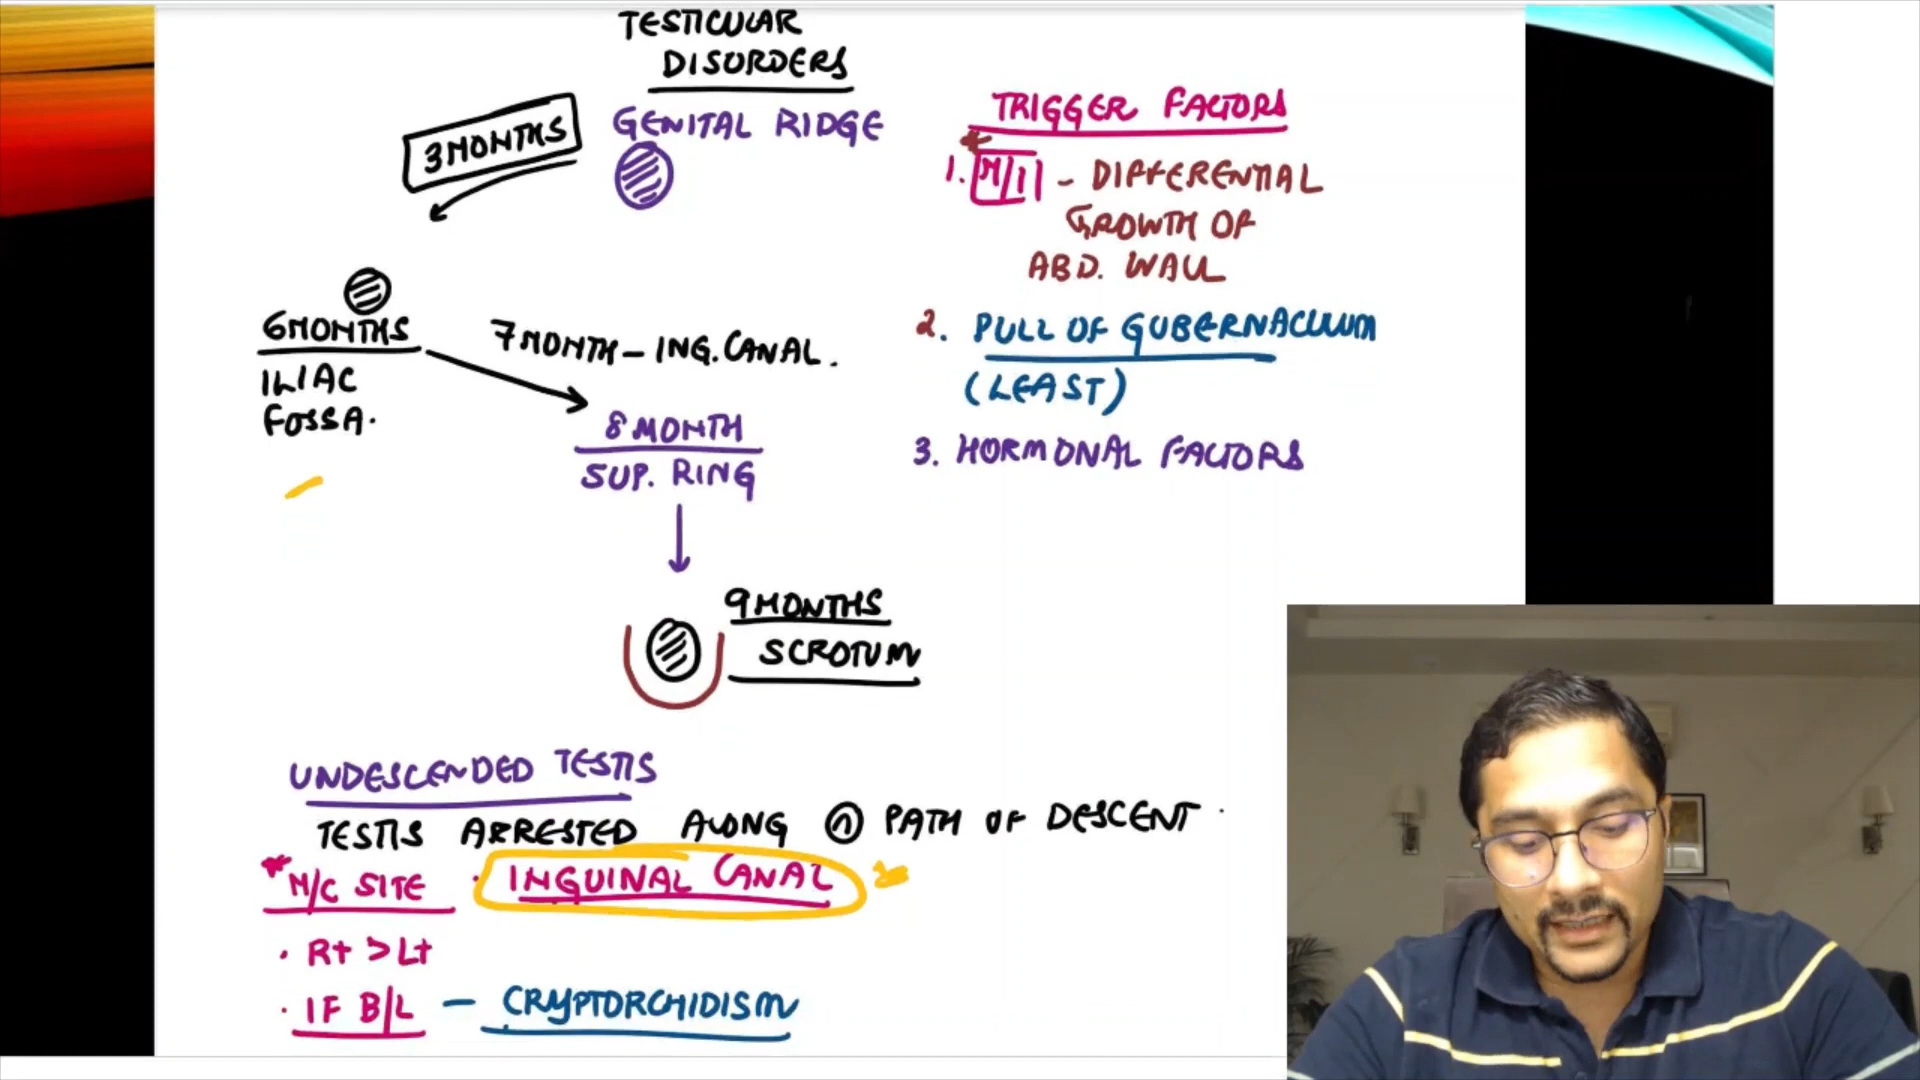 TESTICULAR
DISORDERS
3 MONTHS
GENITAL RIDGE
6 MONTHS
ILIAC
FOSSA.
7 MONTH – ING. CANAL.
8 MONTH
SUP. RING
9 MONTHS
SCROTUM
TRIGGER FACTORS
1. M/I – DIFFERENTIAL
GROWTH OF
ABD. WALL
2. PULL OF GUBERNACULUM
(LEAST)
3. HORMONAL FACTORS
UNDESCENDED TESTIS
TESTIS ARRESTED ALONG (n) PATH OF DESCENT.
* M/C SITE · INGUINAL CANAL
· Rt > Lt
· IF B/L – CRYPTORCHIDISM